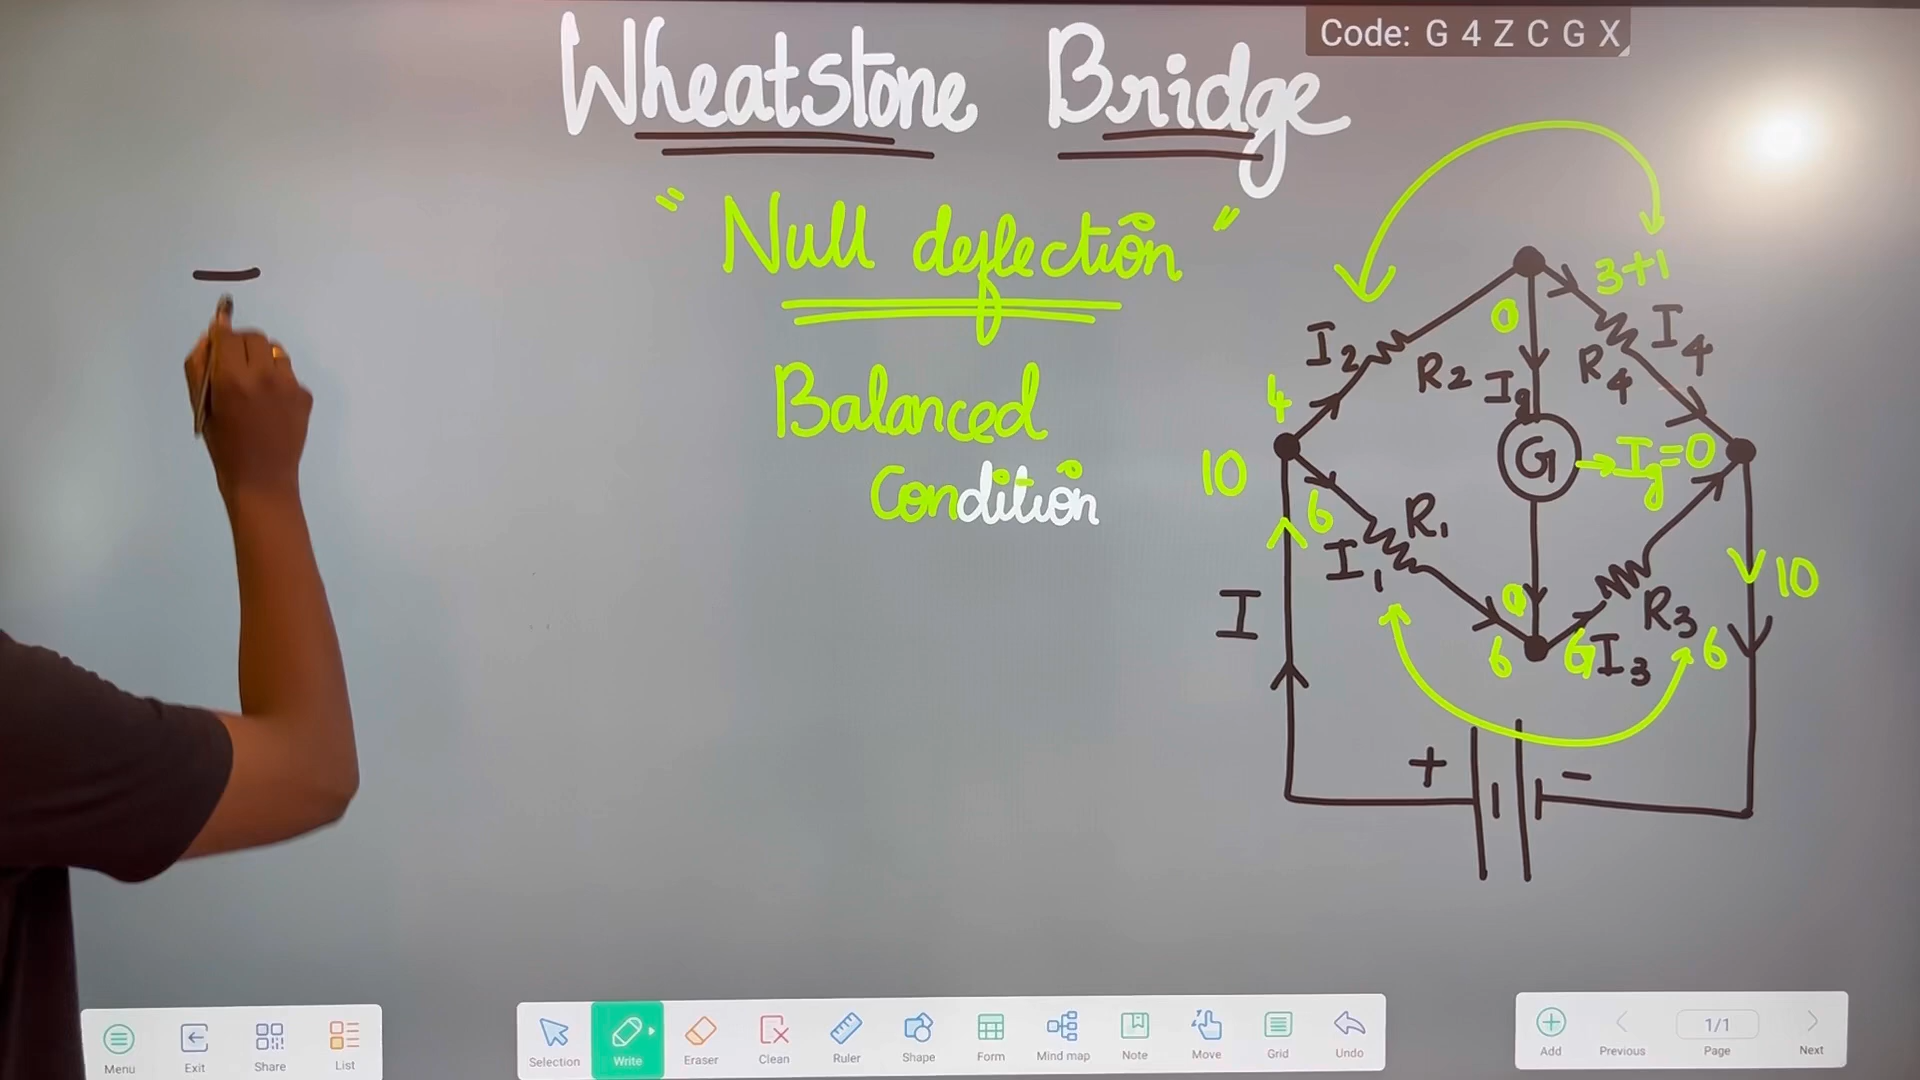 Code: G4ZCGX
Wheatstone Bridge
"Null deflection"
Balanced
Condition
3+1
0
I2
R2
I4
R4
Ig
4
10
G
→Ig=0
6
R1
I1
I
0
10
R3
6
6
I3
6
+
-
Menu
Exit
Share
List
Selection
Write
Eraser
Clean
Ruler
Shape
Form
Mind map
Note
Move
Grid
Undo
Add
Previous
1/1
Page
Next